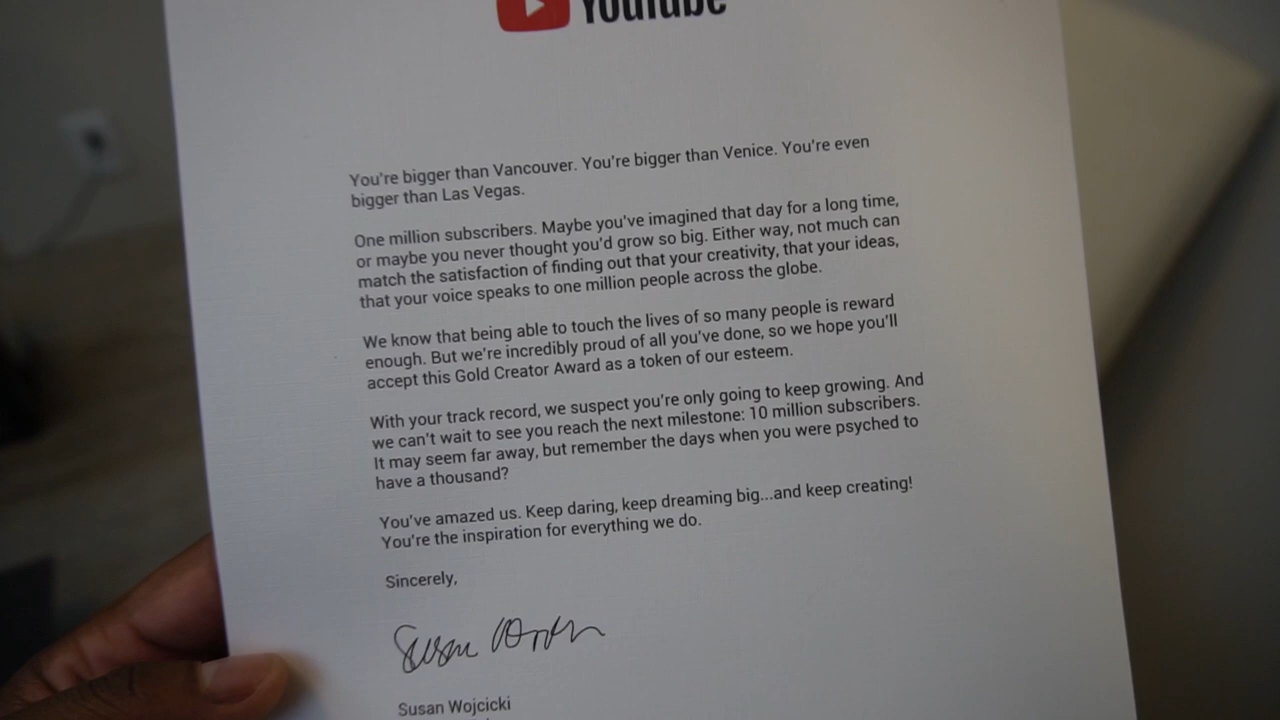 YouTube
You're bigger than Vancouver. You're bigger than Venice. You're even
bigger than Las Vegas.
One million subscribers. Maybe you've imagined that day for a long time,
or maybe you never thought you'd grow so big. Either way, not much can
match the satisfaction of finding out that your creativity, that your ideas,
that your voice speaks to one million people across the globe.
We know that being able to touch the lives of so many people is reward
enough. But we're incredibly proud of all you've done, so we hope you'll
accept this Gold Creator Award as a token of our esteem.
With your track record, we suspect you're only going to keep growing. And
we can't wait to see you reach the next milestone: 10 million subscribers.
It may seem far away, but remember the days when you were psyched to
have a thousand?
You've amazed us. Keep daring, keep dreaming big...and keep creating!
You're the inspiration for everything we do.
Sincerely,
Susan
Susan Wojcicki